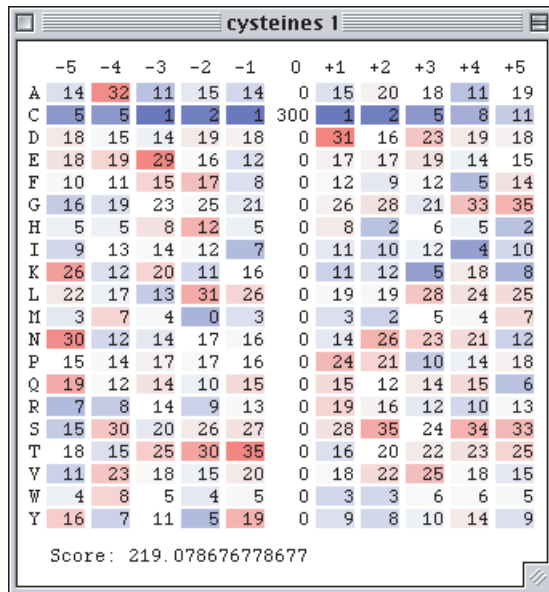 cysteines 1
-5 -4 -3 -2 -1 0 +1 +2 +3 +4 +5
A 14 32 11 15 14 0 15 20 18 11 19
C 5 5 1 2 1 300 1 2 5 8 11
D 18 15 14 19 18 0 31 16 23 19 18
E 18 19 29 16 12 0 17 17 19 14 15
F 10 11 15 17 8 0 12 9 12 5 14
G 16 19 23 25 21 0 26 28 21 33 35
H 5 5 8 12 5 0 8 2 6 5 2
I 9 13 14 12 7 0 11 10 12 4 10
K 26 12 20 11 16 0 11 12 5 18 8
L 22 17 13 31 26 0 19 19 28 24 25
M 3 7 4 0 3 0 3 2 5 4 7
N 30 12 14 17 16 0 14 26 23 21 12
P 15 14 17 17 16 0 24 21 10 14 18
Q 19 12 14 10 15 0 15 12 14 15 6
R 7 8 14 9 13 0 19 16 12 10 13
S 15 30 20 26 27 0 28 35 24 34 33
T 18 15 25 30 35 0 16 20 22 23 25
V 11 23 18 15 20 0 18 22 25 18 15
W 4 8 5 4 5 0 3 3 6 6 5
Y 16 7 11 5 19 0 9 8 10 14 9
Score: 219.078676778677